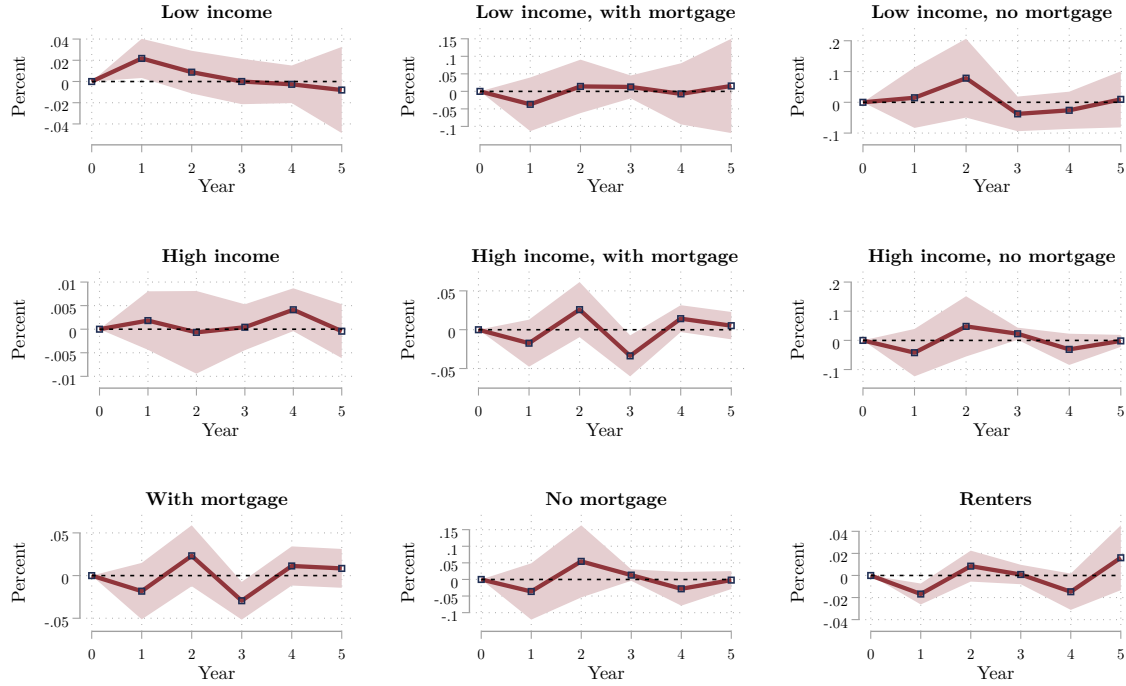 Low income
Percent
.04
.02
0
-.02
-.04
0 1 2 3 4 5
Year
Low income, with mortgage
Percent
.15
.1
.05
0
-.05
-.1
0 1 2 3 4 5
Year
Low income, no mortgage
Percent
.2
.1
0
-.1
0 1 2 3 4 5
Year
High income
Percent
.01
.005
0
-.005
-.01
0 1 2 3 4 5
Year
High income, with mortgage
Percent
.05
0
-.05
0 1 2 3 4 5
Year
High income, no mortgage
Percent
.2
.1
0
-.1
0 1 2 3 4 5
Year
With mortgage
Percent
.05
0
-.05
0 1 2 3 4 5
Year
No mortgage
Percent
.15
.1
.05
0
-.05
-.1
0 1 2 3 4 5
Year
Renters
Percent
.04
.02
0
-.02
-.04
0 1 2 3 4 5
Year